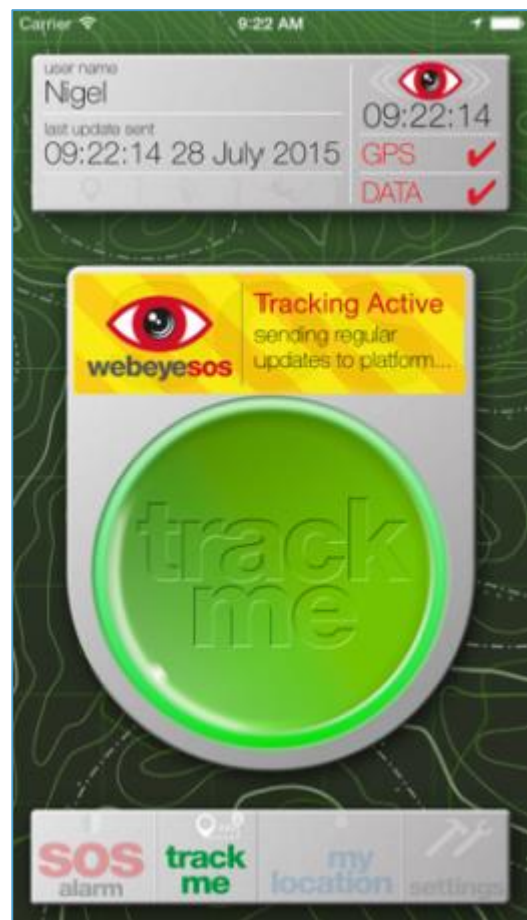 Carrier 9:22 AM
user name
Nigel
last update sent
09:22:14 28 July 2015
09:22:14
GPS
DATA
webeyesos
Tracking Active
sending regular
updates to platform...
track
me
SOS
alarm
track
me
my
location
settings